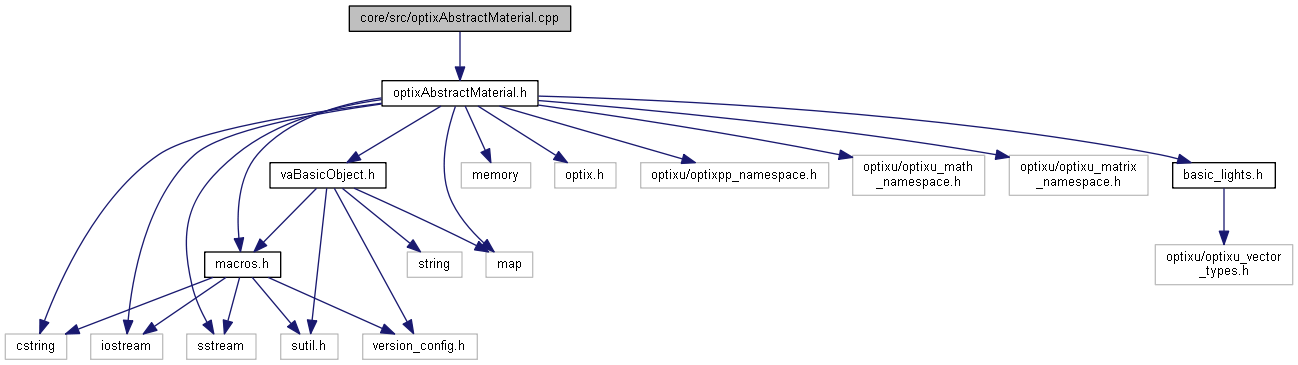 core/src/optixAbstractMaterial.cpp
optixAbstractMaterial.h
vaBasicObject.h
memory
optix.h
optixu/optixpp_namespace.h
optixu/optixu_math
_namespace.h
optixu/optixu_matrix
_namespace.h
basic_lights.h
macros.h
string
map
optixu/optixu_vector
_types.h
cstring
iostream
sstream
sutil.h
version_config.h